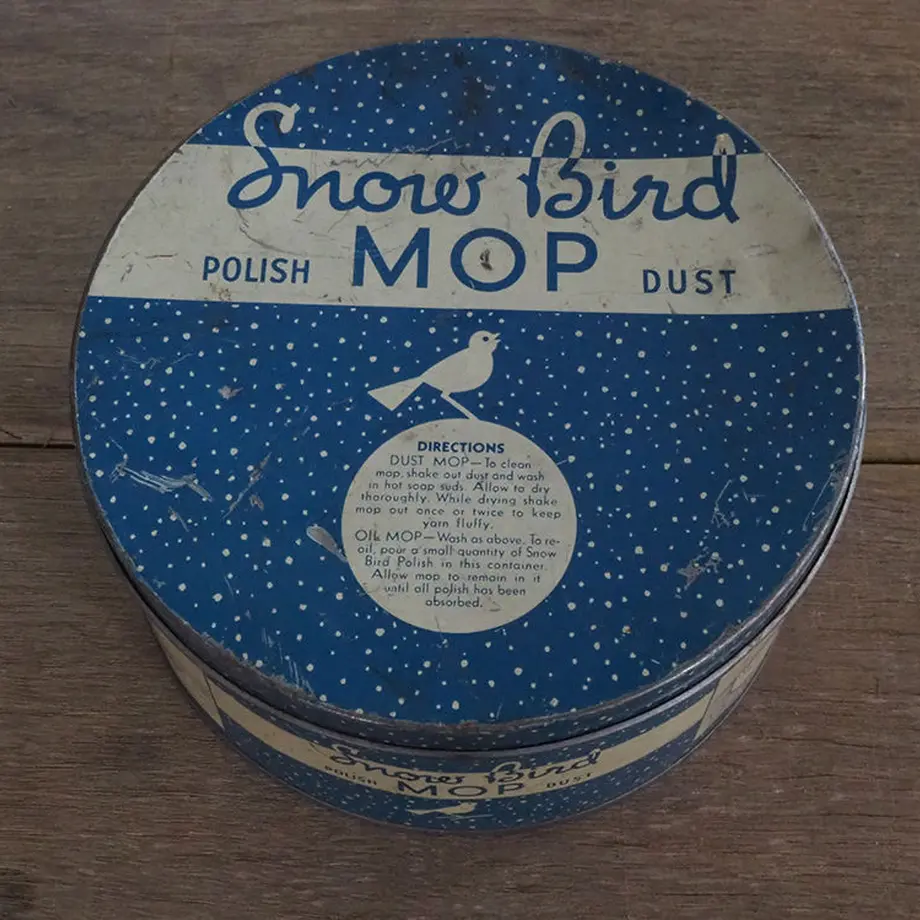 Snow Bird
POLISH MOP DUST
DIRECTIONS
DUST MOP—To clean
mop, shake out dust and wash
in hot soap suds. Allow to dry
thoroughly. While drying shake
mop out once or twice to keep
yarn fluffy.
OIL MOP—Wash as above. To re-
oil, pour a small quantity of Snow
Bird Polish in this container.
Allow mop to remain in it
until all polish has been
absorbed.
Snow Bird
POLISH MOP DUST